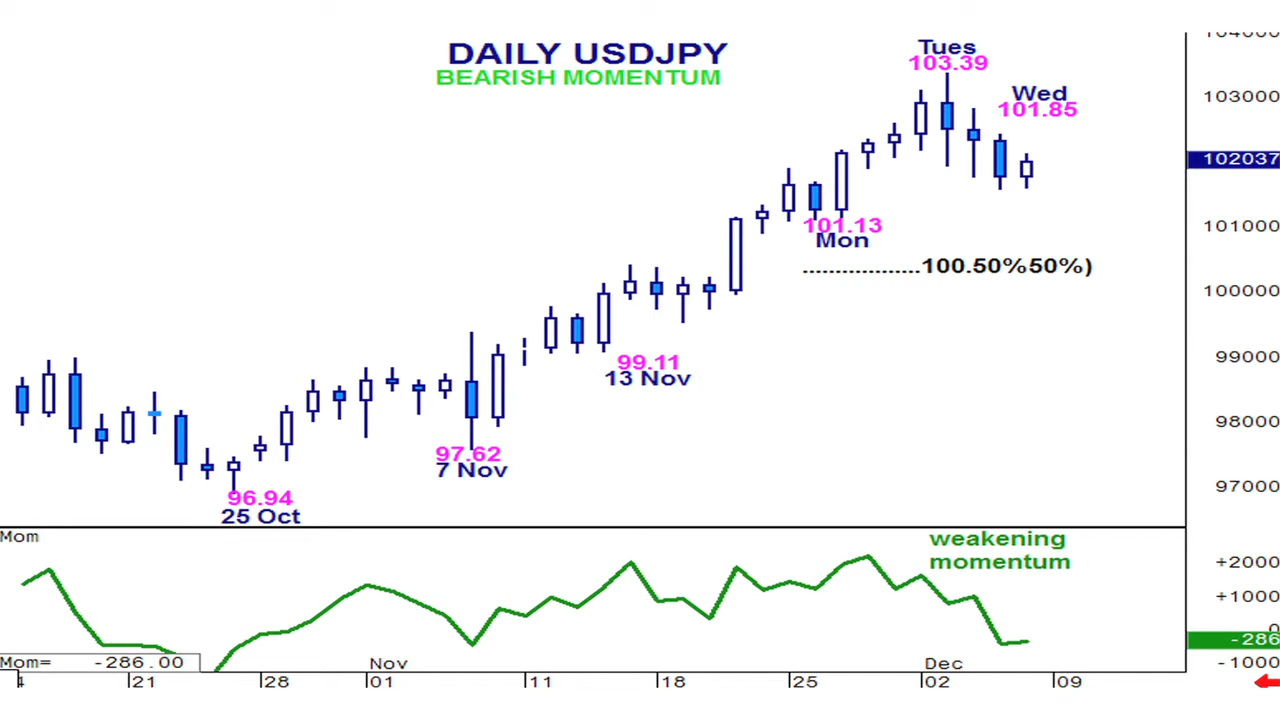 DAILY USDJPY
BEARISH MOMENTUM
Tues
103.39
Wed
101.85
103000
102037
101.13
Mon
101000
100.50%50%)
100000
99000
99.11
13 Nov
98000
97.62
7 Nov
97000
96.94
25 Oct
Mom
weakening
momentum
+2000
+1000
0
-286
-1000
Mom= -286.00
Nov
Dec
4 21 28 01 11 18 25 02 09